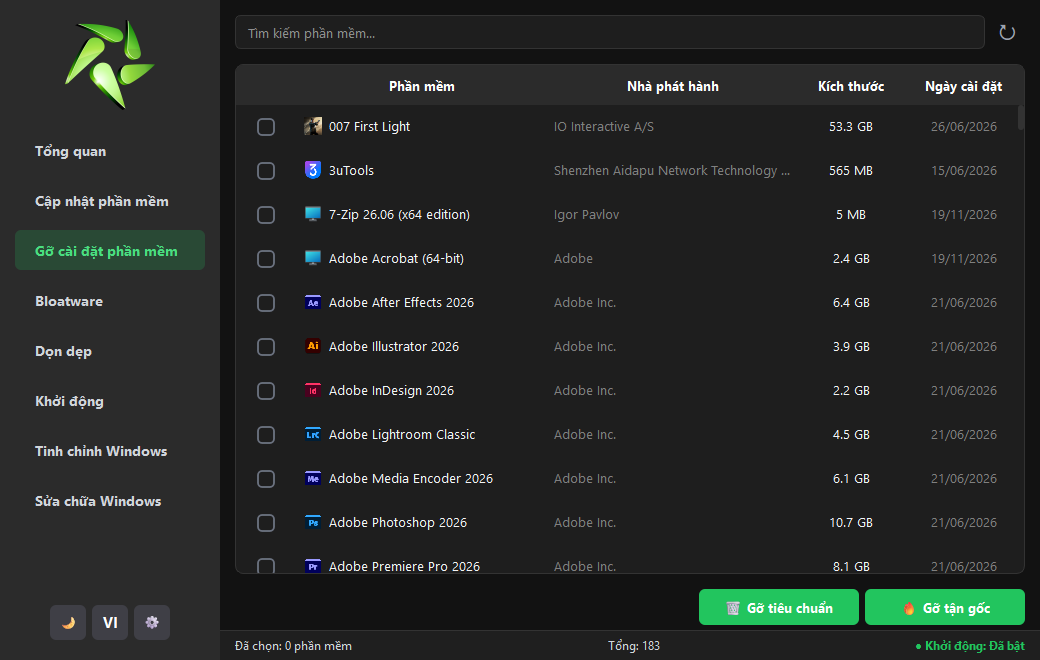 Tìm kiếm phần mềm...
Phần mềm Nhà phát hành Kích thước Ngày cài đặt
Tổng quan
Cập nhật phần mềm
Gỡ cài đặt phần mềm
Bloatware
Dọn dẹp
Khởi động
Tinh chỉnh Windows
Sửa chữa Windows
VI
007 First Light IO Interactive A/S 53.3 GB 26/06/2026
3uTools Shenzhen Aidapu Network Technology ... 565 MB 15/06/2026
7-Zip 26.06 (x64 edition) Igor Pavlov 5 MB 19/11/2026
Adobe Acrobat (64-bit) Adobe 2.4 GB 19/11/2026
Ae Adobe After Effects 2026 Adobe Inc. 6.4 GB 21/06/2026
Ai Adobe Illustrator 2026 Adobe Inc. 3.9 GB 21/06/2026
Id Adobe InDesign 2026 Adobe Inc. 2.2 GB 21/06/2026
LrC Adobe Lightroom Classic Adobe Inc. 4.5 GB 21/06/2026
Me Adobe Media Encoder 2026 Adobe Inc. 6.1 GB 21/06/2026
Ps Adobe Photoshop 2026 Adobe Inc. 10.7 GB 21/06/2026
Pr Adobe Premiere Pro 2026 Adobe Inc. 8.1 GB 21/06/2026
Gỡ tiêu chuẩn Gỡ tận gốc
Đã chọn: 0 phần mềm Tổng: 183 ● Khởi động: Đã bật